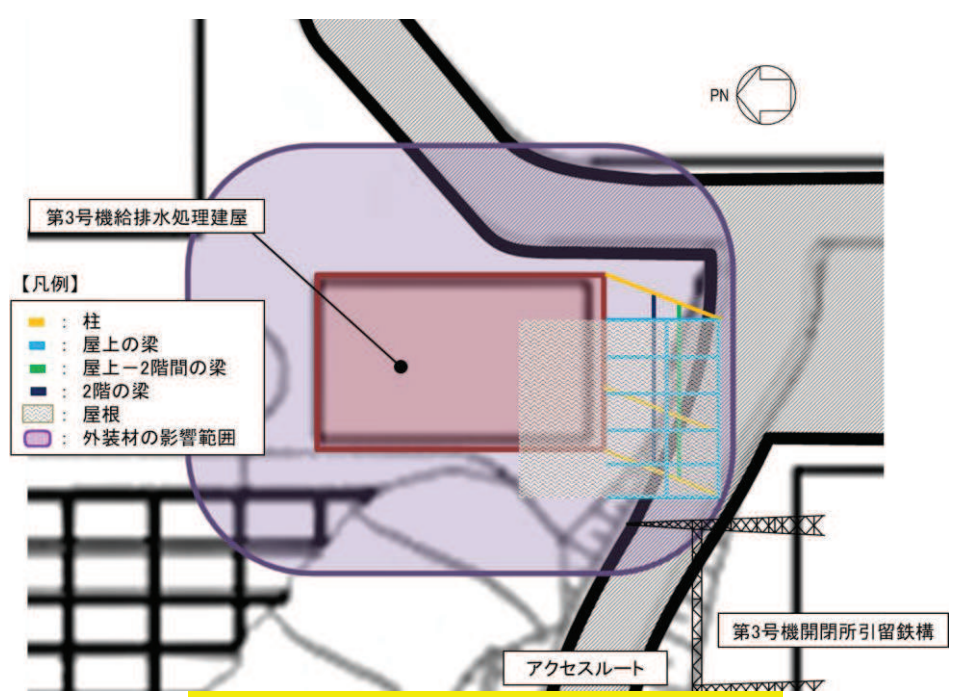 PN
第3号機給排水処理建屋
【凡例】
： 柱
： 屋上の梁
： 屋上－2階間の梁
： 2階の梁
： 屋根
： 外装材の影響範囲
第3号機開閉所引留鉄構
アクセスルート